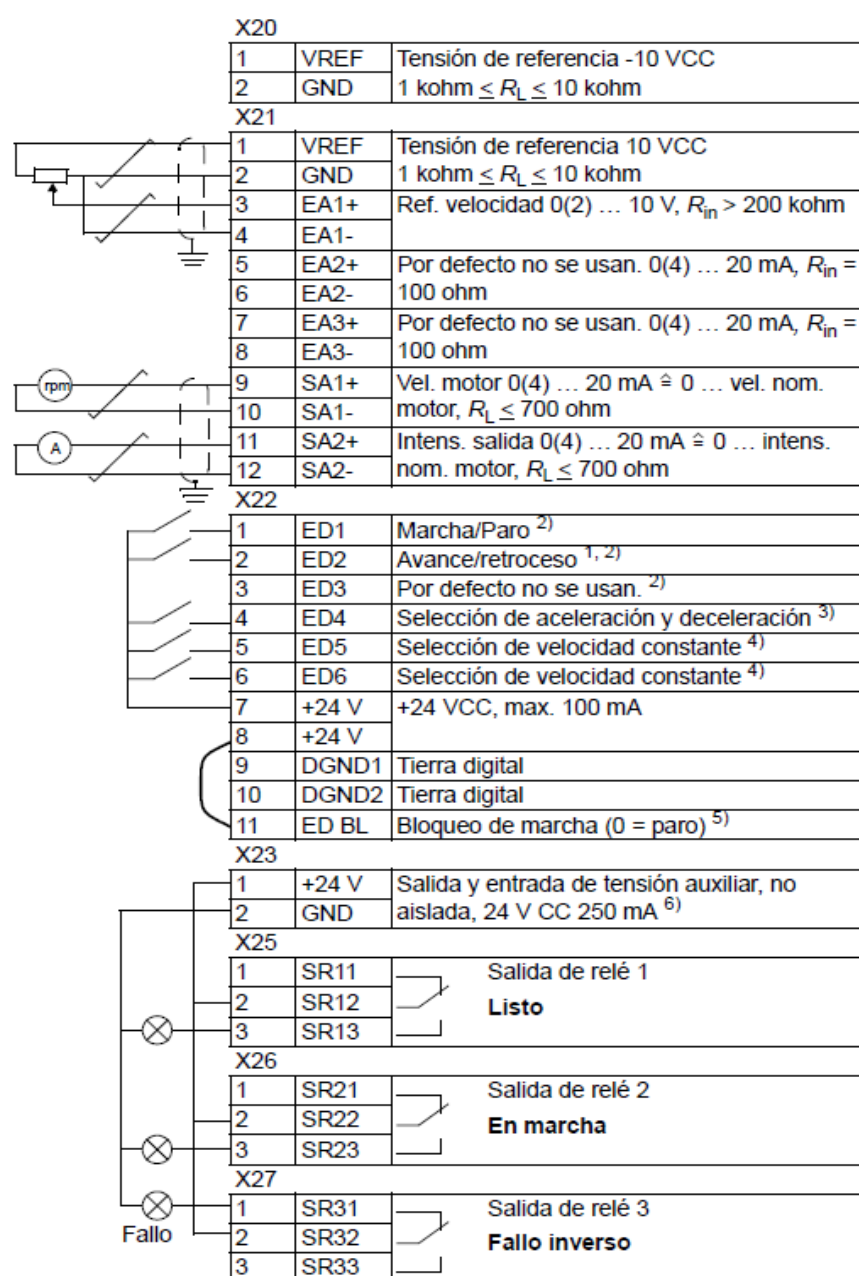 X20
1 VREF Tensión de referencia -10 VCC
2 GND 1 kohm ≤ RL ≤ 10 kohm
X21
1 VREF Tensión de referencia 10 VCC
2 GND 1 kohm ≤ RL ≤ 10 kohm
3 EA1+ Ref. velocidad 0(2) … 10 V, Rin > 200 kohm
4 EA1-
5 EA2+ Por defecto no se usan. 0(4) … 20 mA, Rin =
6 EA2- 100 ohm
7 EA3+ Por defecto no se usan. 0(4) … 20 mA, Rin =
8 EA3- 100 ohm
rpm 9 SA1+ Vel. motor 0(4) … 20 mA ≙ 0 … vel. nom.
10 SA1- motor, RL ≤ 700 ohm
A 11 SA2+ Intens. salida 0(4) … 20 mA ≙ 0 … intens.
12 SA2- nom. motor, RL ≤ 700 ohm
X22
1 ED1 Marcha/Paro 2)
2 ED2 Avance/retroceso 1, 2)
3 ED3 Por defecto no se usan. 2)
4 ED4 Selección de aceleración y deceleración 3)
5 ED5 Selección de velocidad constante 4)
6 ED6 Selección de velocidad constante 4)
7 +24 V +24 VCC, max. 100 mA
8 +24 V
9 DGND1 Tierra digital
10 DGND2 Tierra digital
11 ED BL Bloqueo de marcha (0 = paro) 5)
X23
1 +24 V Salida y entrada de tensión auxiliar, no
2 GND aislada, 24 V CC 250 mA 6)
X25
1 SR11 Salida de relé 1
2 SR12 Listo
3 SR13
X26
1 SR21 Salida de relé 2
2 SR22 En marcha
3 SR23
X27
1 SR31 Salida de relé 3
Fallo 2 SR32 Fallo inverso
3 SR33